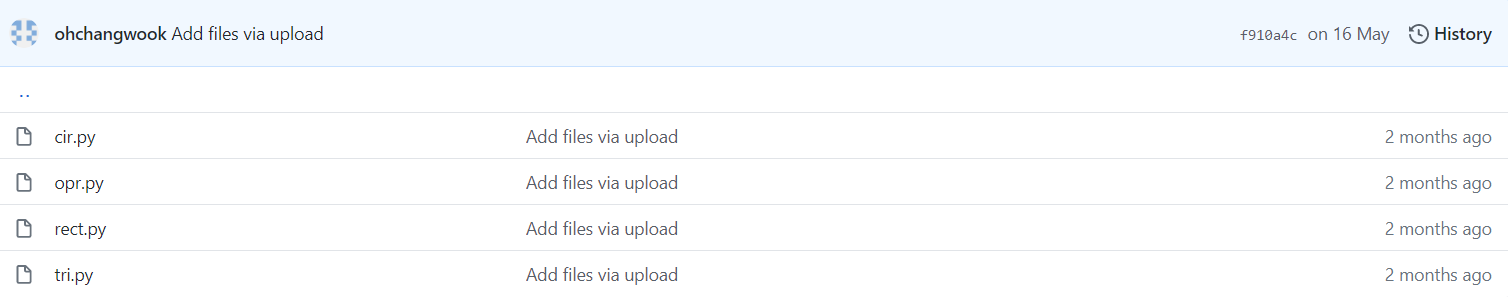 ohchangwook Add files via upload f910a4c on 16 May History
..
cir.py Add files via upload 2 months ago
opr.py Add files via upload 2 months ago
rect.py Add files via upload 2 months ago
tri.py Add files via upload 2 months ago